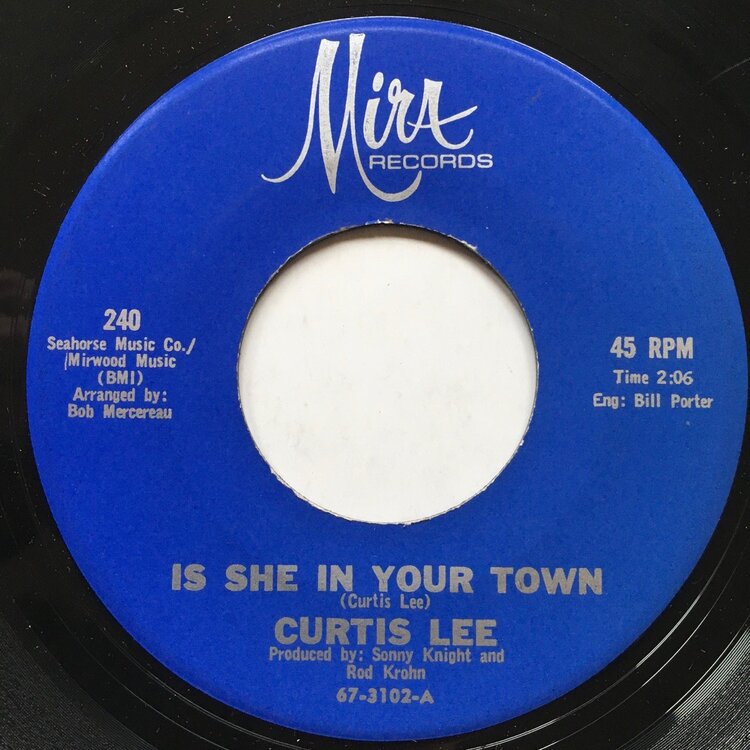 Mira
RECORDS
240
Seahorse Music Co./
Mirwood Music
(BMI)
Arranged by:
Bob Mercereau
45 RPM
Time 2:06
Eng: Bill Porter
IS SHE IN YOUR TOWN
(Curtis Lee)
CURTIS LEE
Produced by: Sonny Knight and
Rod Krohn
67-3102-A